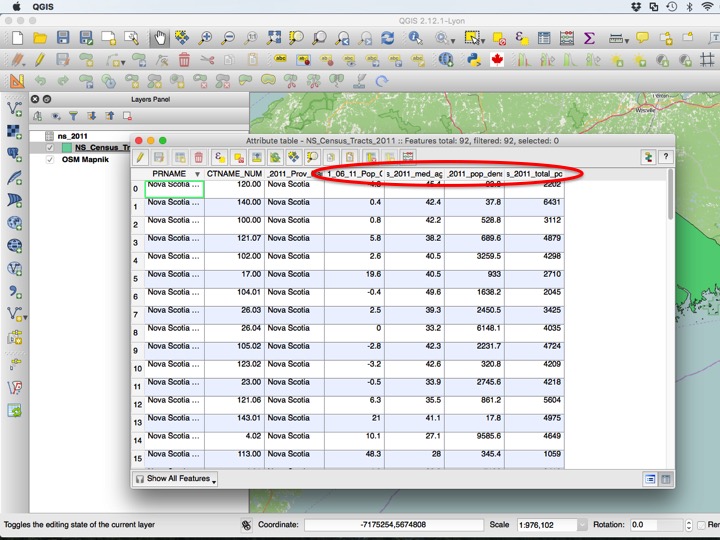 QGIS
QGIS 2.12.1-Lyon
Layers Panel
ns_2011
NS_Census_Tr
OSM Mapnik
Attribute table - NS_Census_Tracts_2011 :: Features total: 92, filtered: 92, selected: 0
PRNAME CTNAME_NUM _2011_Prov_ 1_06_11_Pop_C s_2011_med_ag _2011_pop_dens s_2011_total_po
0 Nova Scotia ... 120.00 Nova Scotia 45.4 2202
1 Nova Scotia ... 140.00 Nova Scotia 0.4 42.4 37.8 6431
2 Nova Scotia ... 100.00 Nova Scotia 0.8 42.2 528.8 3112
3 Nova Scotia ... 121.07 Nova Scotia 5.8 38.2 689.6 4879
4 Nova Scotia ... 102.00 Nova Scotia 2.6 40.5 3259.5 4298
5 Nova Scotia ... 17.00 Nova Scotia 19.6 40.5 933 2710
6 Nova Scotia ... 104.01 Nova Scotia -0.4 49.6 1638.2 2045
7 Nova Scotia ... 26.03 Nova Scotia 2.5 39.3 2450.5 3425
8 Nova Scotia ... 26.04 Nova Scotia 0 33.2 6148.1 4035
9 Nova Scotia ... 105.02 Nova Scotia -2.8 42.3 2231.7 4724
10 Nova Scotia ... 123.02 Nova Scotia -3.2 42.6 320.8 4209
11 Nova Scotia ... 23.00 Nova Scotia -0.5 33.9 2745.6 4218
12 Nova Scotia ... 121.06 Nova Scotia 6.3 35.5 861.2 5604
13 Nova Scotia ... 143.01 Nova Scotia 21 41.1 17.8 4975
14 Nova Scotia ... 4.02 Nova Scotia 10.1 27.1 9585.6 4649
15 Nova Scotia ... 113.00 Nova Scotia 48.3 28 345.4 1059
Show All Features
Toggles the editing state of the current layer Coordinate: -7175254,5674808 Scale 1:976,102 Rotation: 0.0 Ren